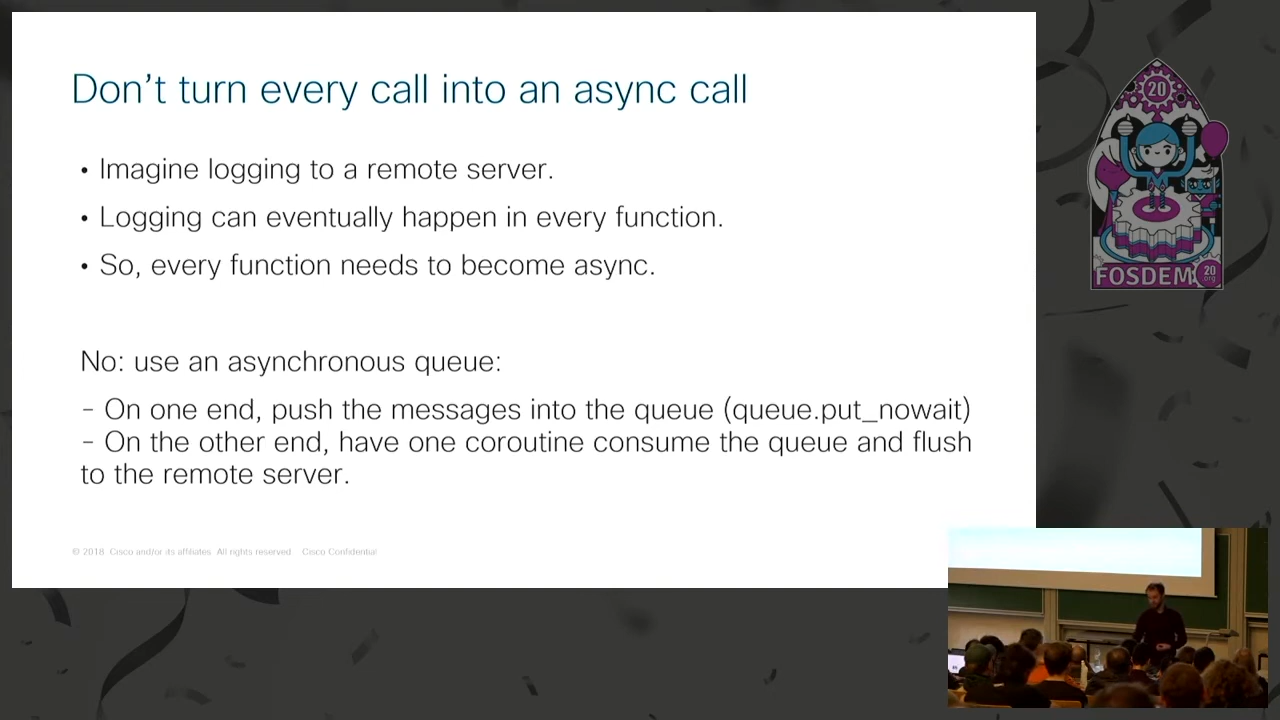 Don't turn every call into an async call
• Imagine logging to a remote server.
• Logging can eventually happen in every function.
• So, every function needs to become async.
No: use an asynchronous queue:
- On one end, push the messages into the queue (queue.put_nowait)
- On the other end, have one coroutine consume the queue and flush
to the remote server.
© 2018 Cisco and/or its affiliates. All rights reserved. Cisco Confidential
20
FOSDEM
20
.org